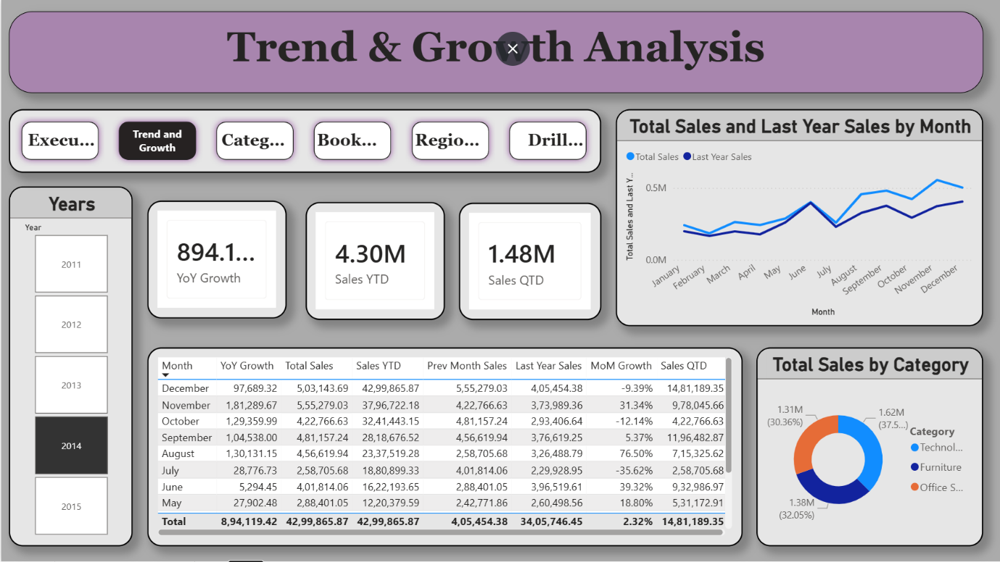 Trend & Growth Analysis
Execu...
Trend and
Growth
Categ...
Book...
Regio...
Drill...
Total Sales and Last Year Sales by Month
Total Sales
Last Year Sales
Total Sales and Last Y...
0.5M
0.0M
January
February
March
April
May
June
July
August
September
October
November
December
Month
Years
Year
2011
2012
2013
2014
2015
894.1...
YoY Growth
4.30M
Sales YTD
1.48M
Sales QTD
Month YoY Growth Total Sales Sales YTD Prev Month Sales Last Year Sales MoM Growth Sales QTD
December 97,689.32 5,03,143.69 42,99,865.87 5,55,279.03 4,05,454.38 -9.39% 14,81,189.35
November 1,81,289.67 5,55,279.03 37,96,722.18 4,22,766.63 3,73,989.36 31.34% 9,78,045.66
October 1,29,359.99 4,22,766.63 32,41,443.15 4,81,157.24 2,93,406.64 -12.14% 4,22,766.63
September 1,04,538.00 4,81,157.24 28,18,676.52 4,56,619.94 3,76,619.25 5.37% 11,96,482.87
August 1,30,131.15 4,56,619.94 23,37,519.28 2,58,705.68 3,26,488.79 76.50% 7,15,325.62
July 28,776.73 2,58,705.68 18,80,899.33 4,01,814.06 2,29,928.95 -35.62% 2,58,705.68
June 5,294.45 4,01,814.06 16,22,193.65 2,88,401.05 3,96,519.61 39.32% 9,32,986.97
May 27,902.48 2,88,401.05 12,20,379.59 2,42,771.86 2,60,498.56 18.80% 5,31,172.91
Total 8,94,119.42 42,99,865.87 42,99,865.87 4,05,454.38 34,05,746.45 2.32% 14,81,189.35
Total Sales by Category
1.31M
(30.36%)
1.62M
(37.5...)
1.38M
(32.05%)
Category
Technol...
Furniture
Office S...